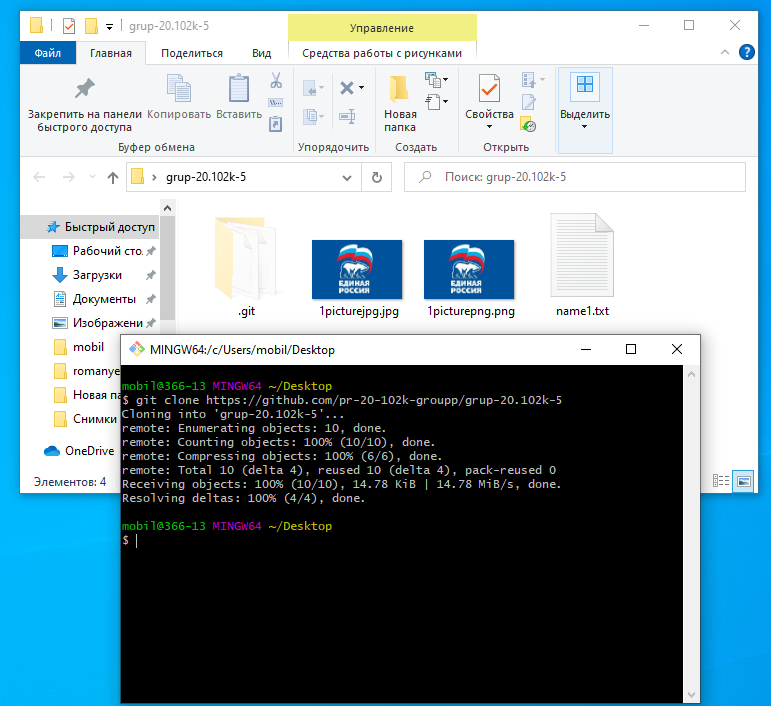 grup-20.102k-5
Управление
Файл
Главная
Поделиться
Вид
Средства работы с рисунками
Закрепить на панели быстрого доступа
Копировать
Вставить
Буфер обмена
Упорядочить
Новая папка
Создать
Свойства
Открыть
Выделить
grup-20.102k-5
Поиск: grup-20.102k-5
Быстрый доступ
Рабочий сто.
Загрузки
Документы
Изображени
mobil
romanye
Новая па
Снимки
OneDrive
Элементов: 4
.git
ЕДИНАЯ РОССИЯ
1picturejpg.jpg
ЕДИНАЯ РОССИЯ
1picturepng.png
name1.txt
MINGW64:/c/Users/mobil/Desktop
mobil@366-13 MINGW64 ~/Desktop
$ git clone https://github.com/pr-20-102k-groupp/grup-20.102k-5
Cloning into 'grup-20.102k-5'...
remote: Enumerating objects: 10, done.
remote: Counting objects: 100% (10/10), done.
remote: Compressing objects: 100% (6/6), done.
remote: Total 10 (delta 4), reused 10 (delta 4), pack-reused 0
Receiving objects: 100% (10/10), 14.78 KiB | 14.78 MiB/s, done.
Resolving deltas: 100% (4/4), done.
mobil@366-13 MINGW64 ~/Desktop
$